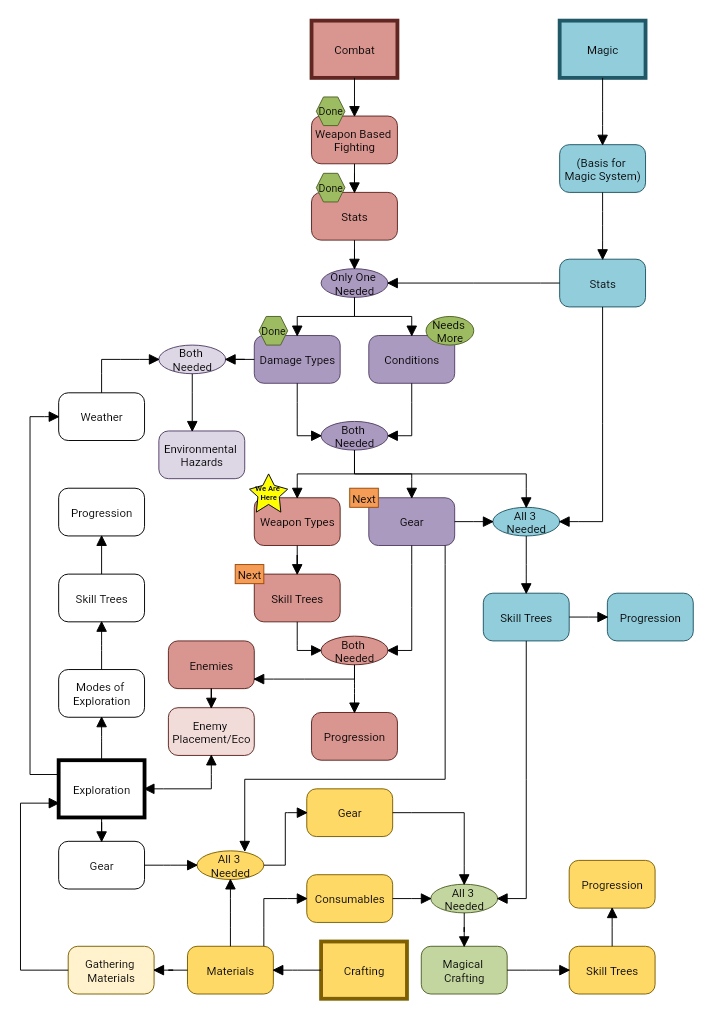 Combat
Magic
Done
Weapon Based
Fighting
(Basis for
Magic System)
Done
Stats
Only One
Needed
Stats
Done
Damage Types
Needs
More
Conditions
Both
Needed
Weather
Environmental
Hazards
Both
Needed
We Are
Here
Weapon Types
Next
Gear
All 3
Needed
Progression
Skill Trees
Next
Skill Trees
Skill Trees
Progression
Both
Needed
Enemies
Modes of
Exploration
Enemy
Placement/Eco
Progression
Exploration
Gear
Gear
All 3
Needed
Consumables
All 3
Needed
Progression
Gathering
Materials
Materials
Crafting
Magical
Crafting
Skill Trees